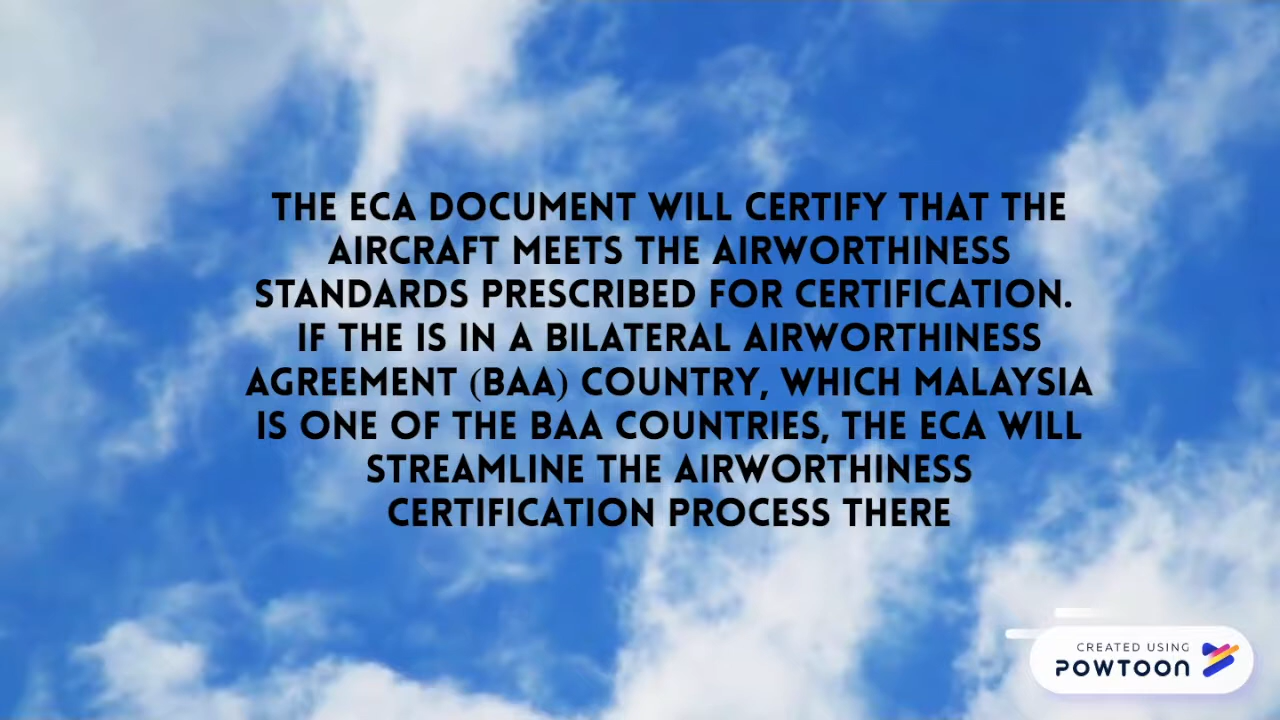 THE ECA DOCUMENT WILL CERTIFY THAT THE
AIRCRAFT MEETS THE AIRWORTHINESS
STANDARDS PRESCRIBED FOR CERTIFICATION.
IF THE IS IN A BILATERAL AIRWORTHINESS
AGREEMENT (BAA) COUNTRY, WHICH MALAYSIA
IS ONE OF THE BAA COUNTRIES, THE ECA WILL
STREAMLINE THE AIRWORTHINESS
CERTIFICATION PROCESS THERE
CREATED USING
POWTOON